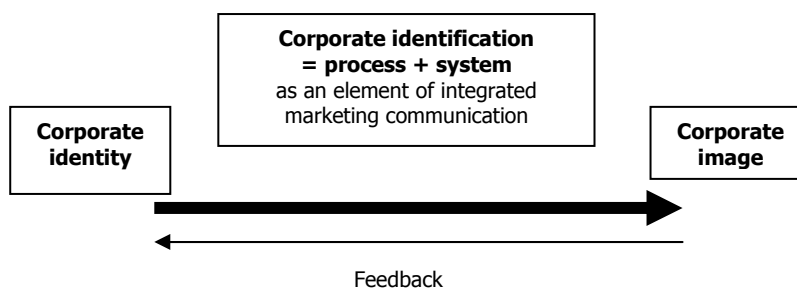 Corporate identification
= process + system
as an element of integrated
marketing communication
Corporate
identity
Corporate
image
Feedback